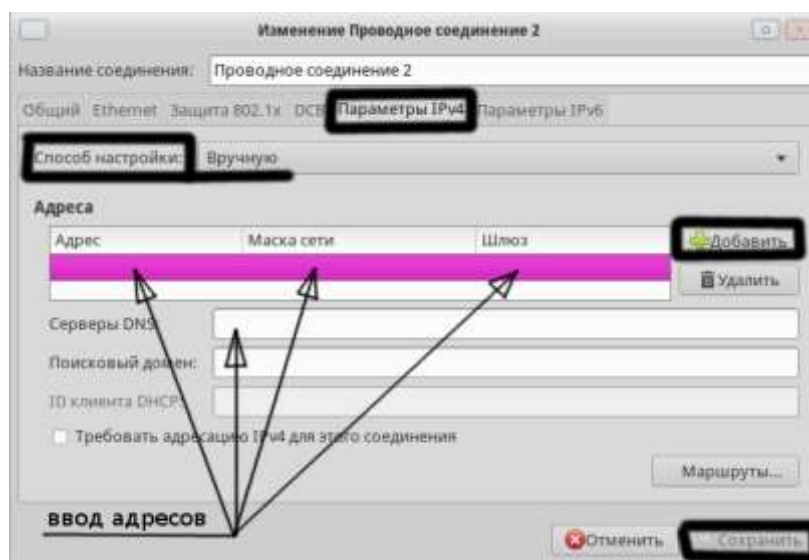 Изменение Проводное соединение 2
Название соединения: Проводное соединение 2
Общий Ethernet Защита 802.1x DCB Параметры IPv4 Параметры IPv6
Способ настройки: Вручную
Адреса
Адрес Маска сети Шлюз Добавить
Удалить
Серверы DNS:
Поисковый домен:
ID клиента DHCP:
Требовать адресацию IPv4 для этого соединения
Маршруты...
ввод адресов
Отменить Сохранить